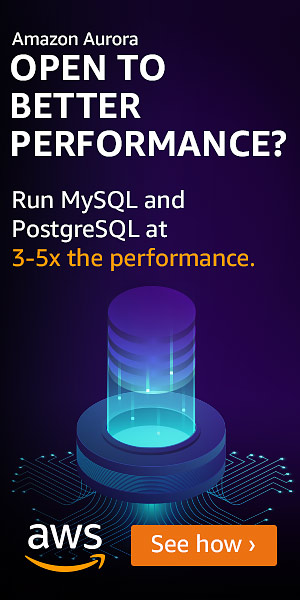 Amazon Aurora
OPEN TO
BETTER
PERFORMANCE?
Run MySQL and
PostgreSQL at
3-5x the performance.
aws
See how ›